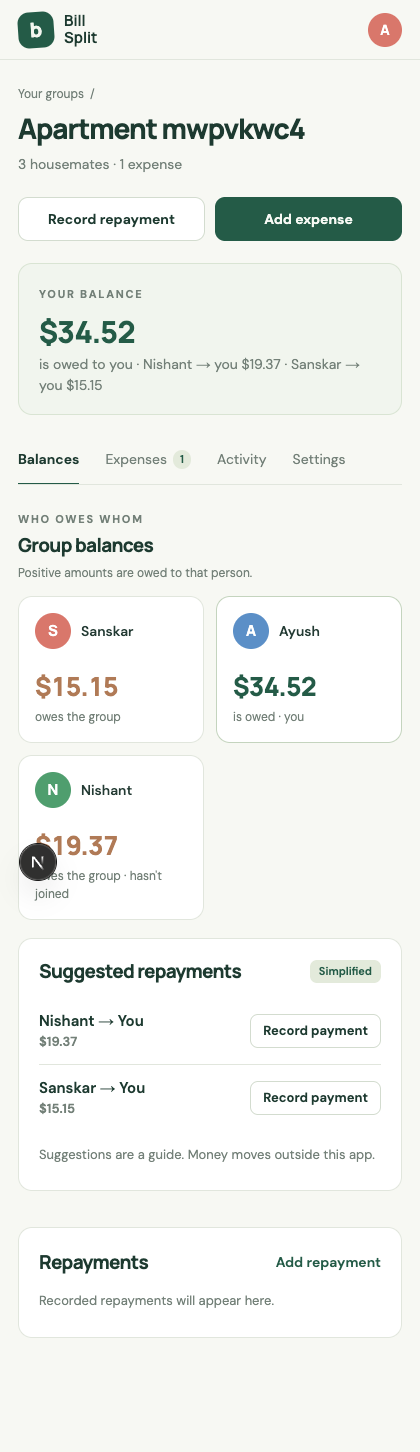 b
Bill
Split
A
Your groups /
Apartment mwpvkwc4
3 housemates · 1 expense
Record repayment
Add expense
YOUR BALANCE
$34.52
is owed to you · Nishant → you $19.37 · Sanskar →
you $15.15
Balances
Expenses 1
Activity
Settings
WHO OWES WHOM
Group balances
Positive amounts are owed to that person.
S Sanskar
$15.15
owes the group
A Ayush
$34.52
is owed · you
N Nishant
$19.37
N
the group · hasn't
joined
Suggested repayments
Simplified
Nishant → You
$19.37
Record payment
Sanskar → You
$15.15
Record payment
Suggestions are a guide. Money moves outside this app.
Repayments
Add repayment
Recorded repayments will appear here.